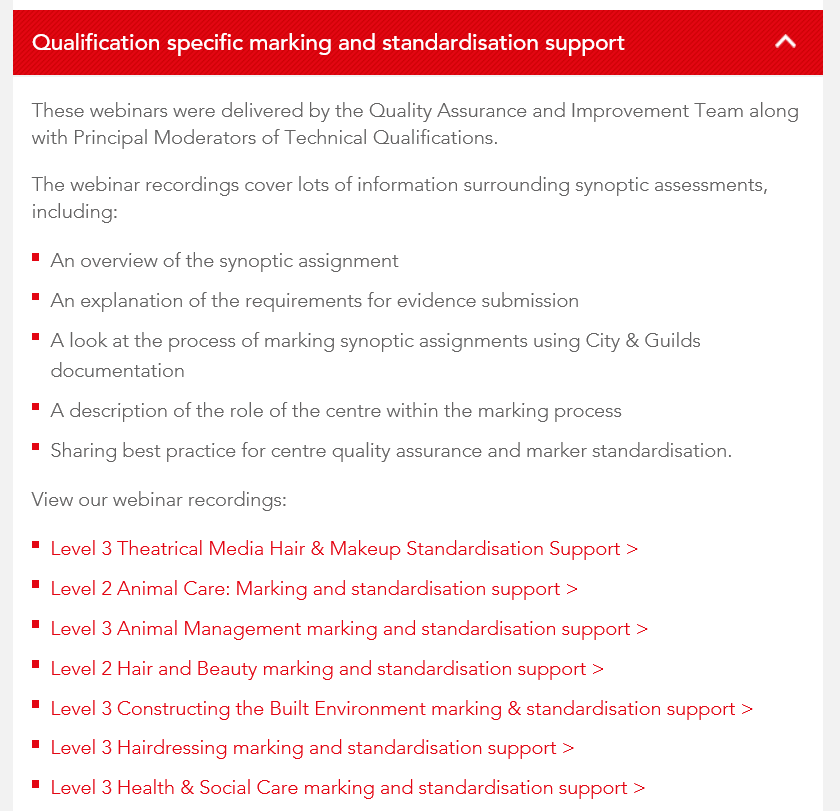 Qualification specific marking and standardisation support
These webinars were delivered by the Quality Assurance and Improvement Team along
with Principal Moderators of Technical Qualifications.
The webinar recordings cover lots of information surrounding synoptic assessments,
including:
An overview of the synoptic assignment
An explanation of the requirements for evidence submission
A look at the process of marking synoptic assignments using City & Guilds
documentation
A description of the role of the centre within the marking process
Sharing best practice for centre quality assurance and marker standardisation.
View our webinar recordings:
Level 3 Theatrical Media Hair & Makeup Standardisation Support >
Level 2 Animal Care: Marking and standardisation support >
Level 3 Animal Management marking and standardisation support >
Level 2 Hair and Beauty marking and standardisation support >
Level 3 Constructing the Built Environment marking & standardisation support >
Level 3 Hairdressing marking and standardisation support >
Level 3 Health & Social Care marking and standardisation support >